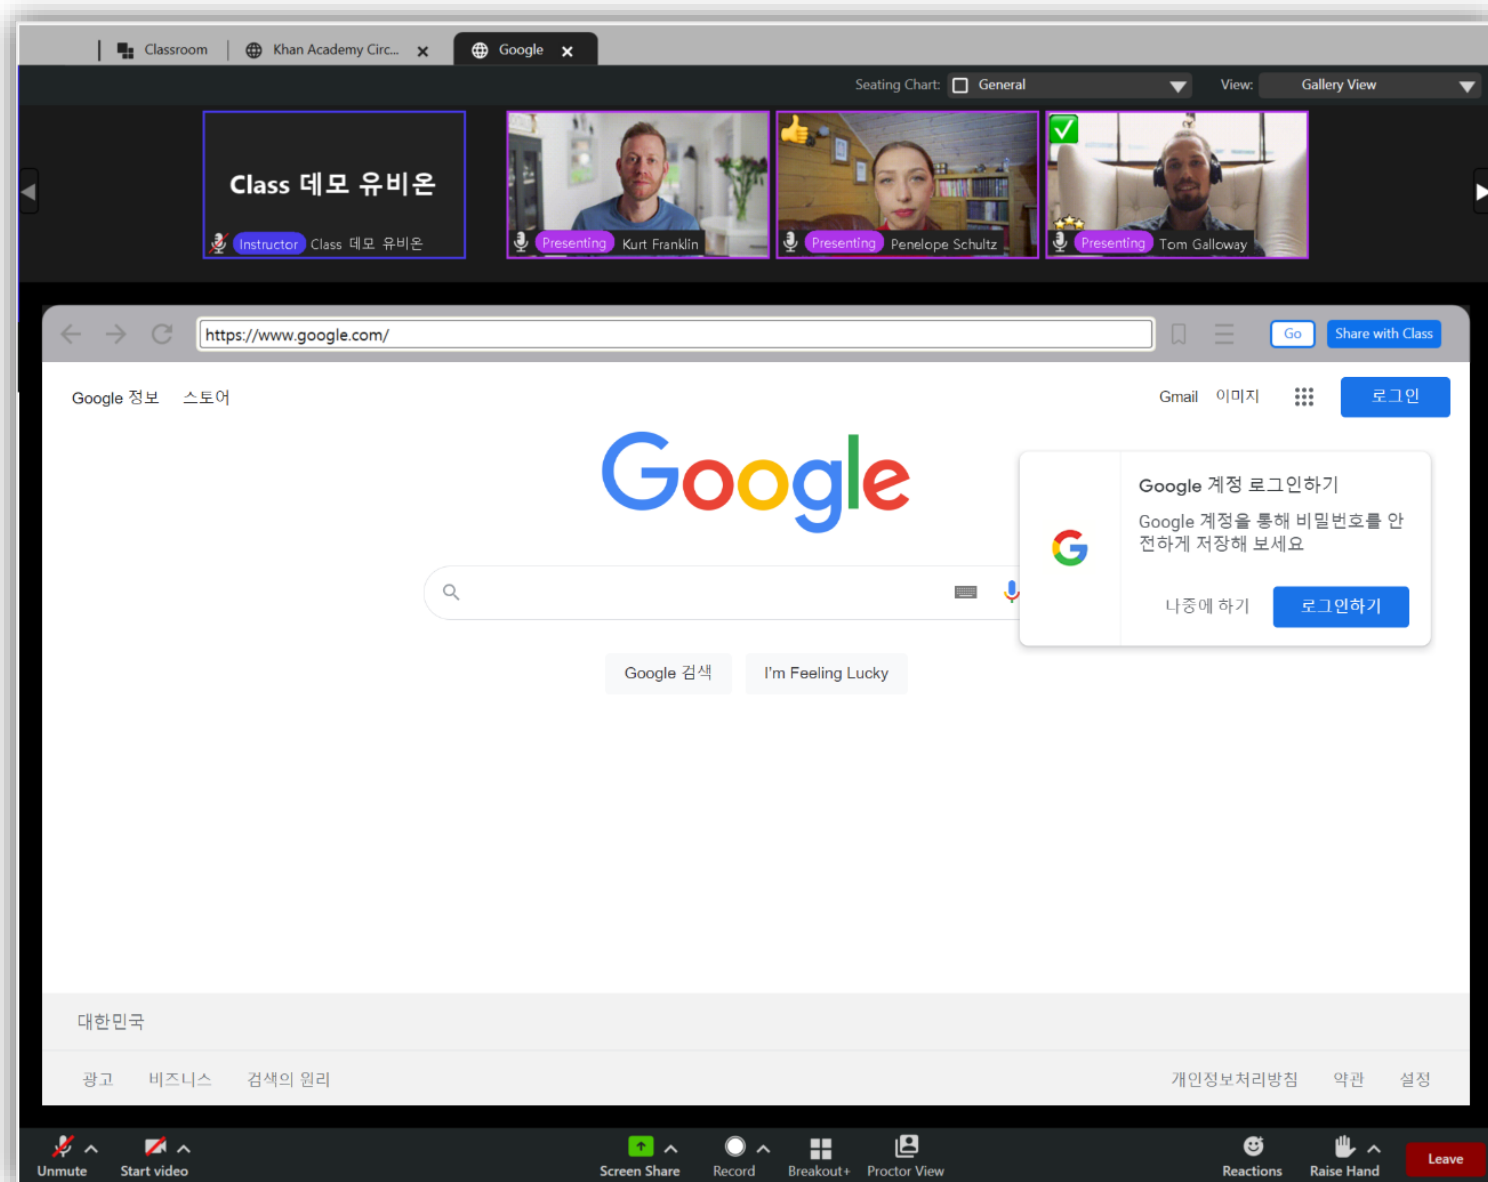 Classroom
Khan Academy Circ...
Google
Seating Chart: General
View: Gallery View
Class 데모 유비온
Instructor Class 데모 유비온
Presenting Kurt Franklin
Presenting Penelope Schultz
Presenting Tom Galloway
https://www.google.com/
Go
Share with Class
Google 정보 스토어
Gmail 이미지
로그인
Google
Google 계정 로그인하기
Google 계정을 통해 비밀번호를 안
전하게 저장해 보세요
나중에 하기 로그인하기
Google 검색 I'm Feeling Lucky
대한민국
광고 비즈니스 검색의 원리
개인정보처리방침 약관 설정
Unmute
Start video
Screen Share
Record
Breakout+
Proctor View
Reactions
Raise Hand
Leave